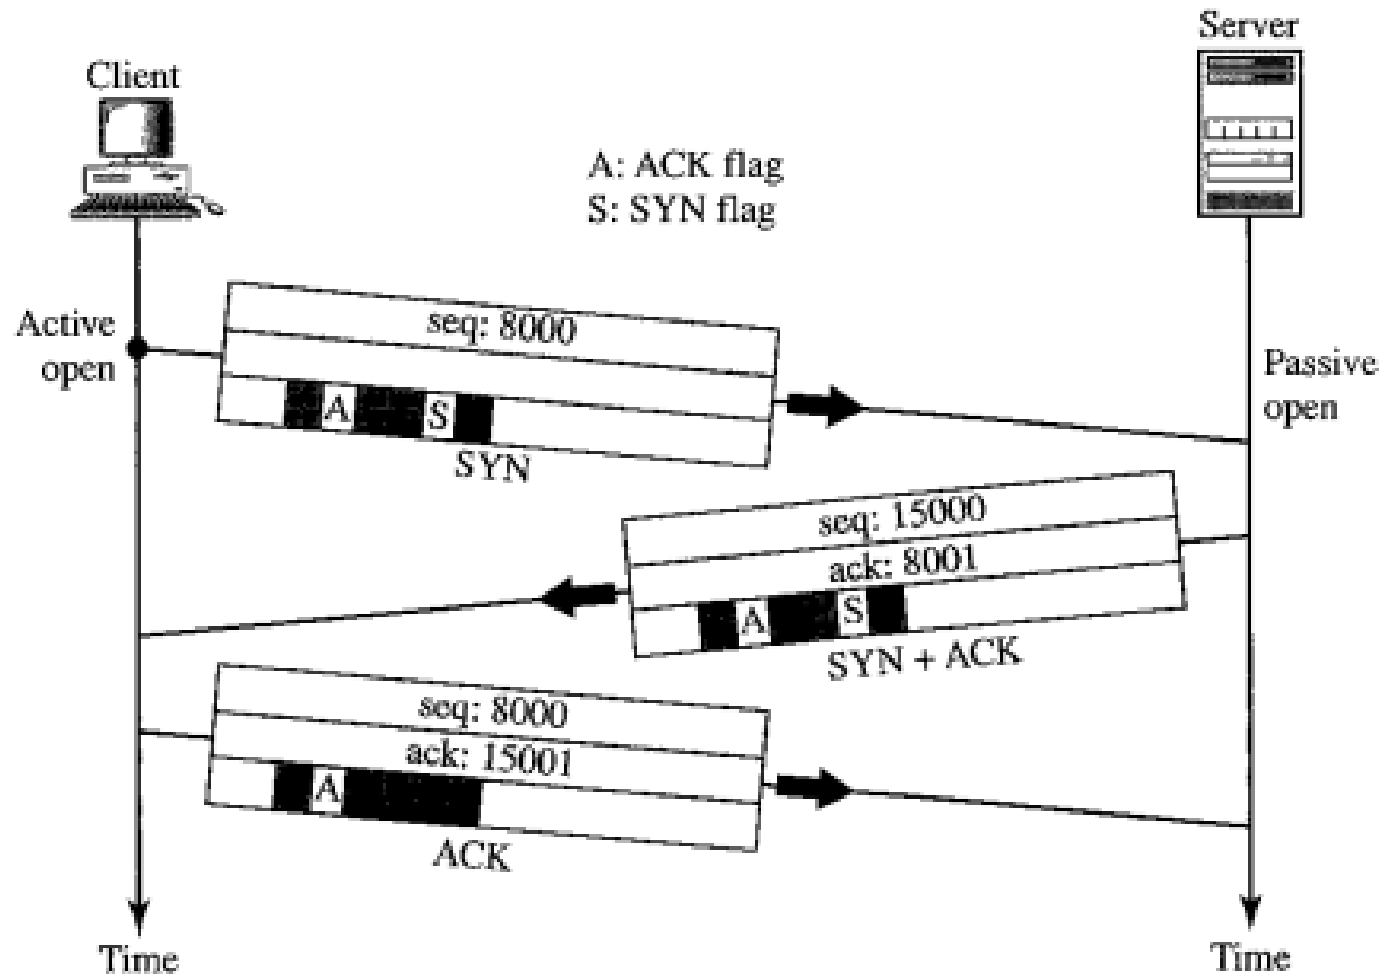 Server
Client
A: ACK flag
S: SYN flag
Active
open
seq: 8000
A S
SYN
Passive
open
seq: 15000
ack: 8001
A S
SYN + ACK
seq: 8000
ack: 15001
A
ACK
Time
Time